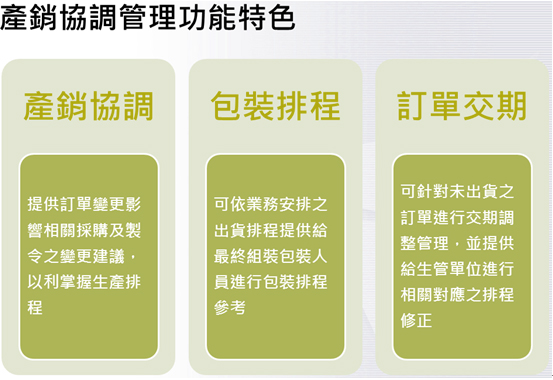 產銷協調管理功能特色
產銷協調
提供訂單變更影
響相關採購及製
令之變更建議，
以利掌握生產排
程
包裝排程
可依業務安排之
出貨排程提供給
最終組裝包裝人
員進行包裝排程
參考
訂單交期
可針對未出貨之
訂單進行交期調
整管理，並提供
給生管單位進行
相關對應之排程
修正